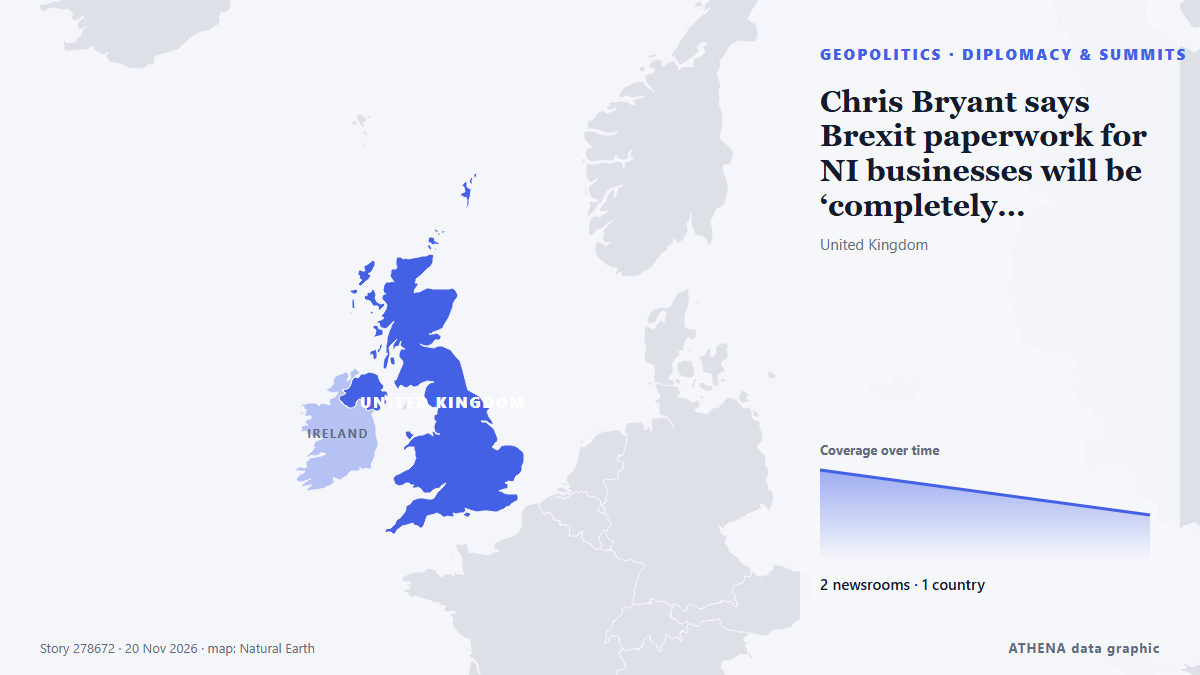 GEOPOLITICS · DIPLOMACY & SUMMITS
Chris Bryant says
Brexit paperwork for
NI businesses will be
‘completely…
United Kingdom
UNITED KINGDOM
IRELAND
Coverage over time
2 newsrooms · 1 country
Story 278672 · 20 Nov 2026 · map: Natural Earth
ATHENA data graphic